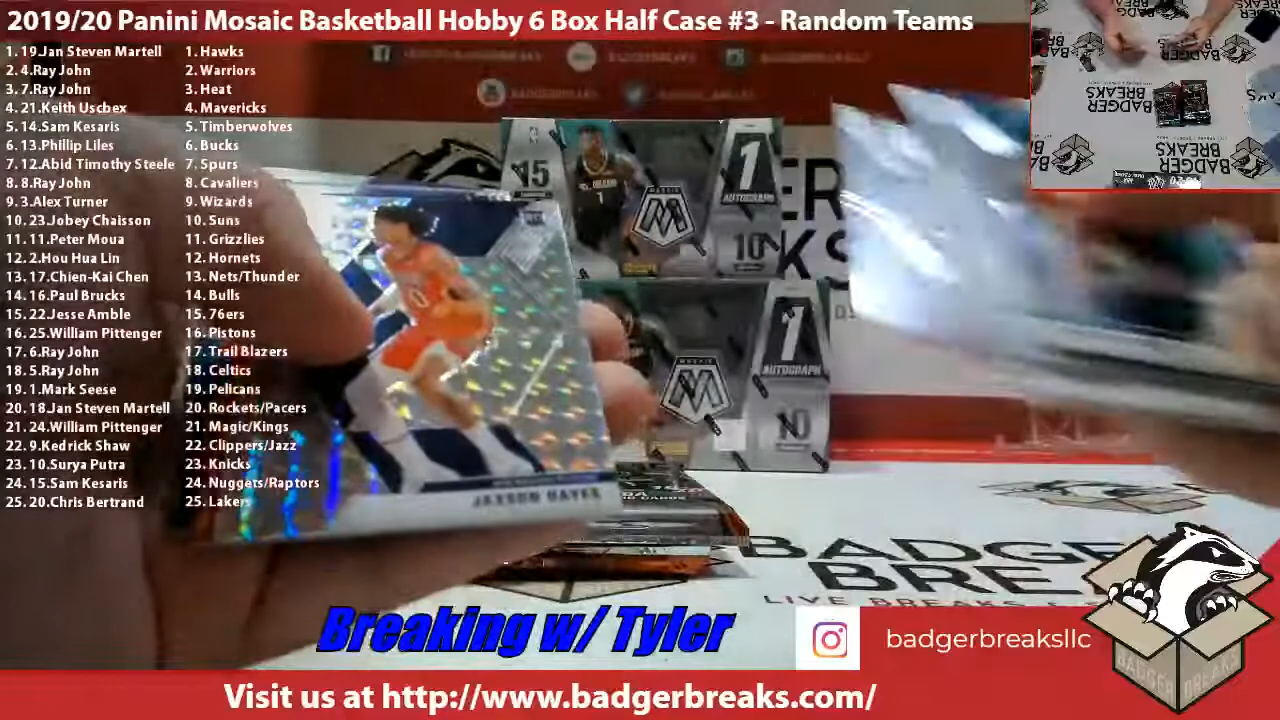 2019/20 Panini Mosaic Basketball Hobby 6 Box Half Case #3 - Random Teams
1. 19.Jan Steven Martell 1. Hawks
2. 4.Ray John 2. Warriors
3. 7.Ray John 3. Heat
4. 21.Keith Uscbex 4. Mavericks
5. 14.Sam Kesaris 5. Timberwolves
6. 13.Phillip Liles 6. Bucks
7. 12.Abid Timothy Steele 7. Spurs
8. 8.Ray John 8. Cavaliers
9. 3.Alex Turner 9. Wizards
10. 23.Jobey Chaisson 10. Suns
11. 11.Peter Moua 11. Grizzlies
12. 2.Hou Hua Lin 12. Hornets
13. 17.Chien-Kai Chen 13. Nets/Thunder
14. 16.Paul Brucks 14. Bulls
15. 22.Jesse Amble 15. 76ers
16. 25.William Pittenger 16. Pistons
17. 6.Ray John 17. Trail Blazers
18. 5.Ray John 18. Celtics
19. 1.Mark Seese 19. Pelicans
20. 18.Jan Steven Martell 20. Rockets/Pacers
21. 24.William Pittenger 21. Magic/Kings
22. 9.Kedrick Shaw 22. Clippers/Jazz
23. 10.Surya Putra 23. Knicks
24. 15.Sam Kesaris 24. Nuggets/Raptors
25. 20.Chris Bertrand 25. Lakers
BADGER
BREAKS
15
MOSAIC
1
AUTOGRAPH
10
MOSAIC
1
AUTOGRAPH
10
JAXSON HAYES
BADGE
BRE
LIVE BREAKS
Breaking w/ Tyler
badgerbreaksllc
BADGER BREAKS
Visit us at http://www.badgerbreaks.com/